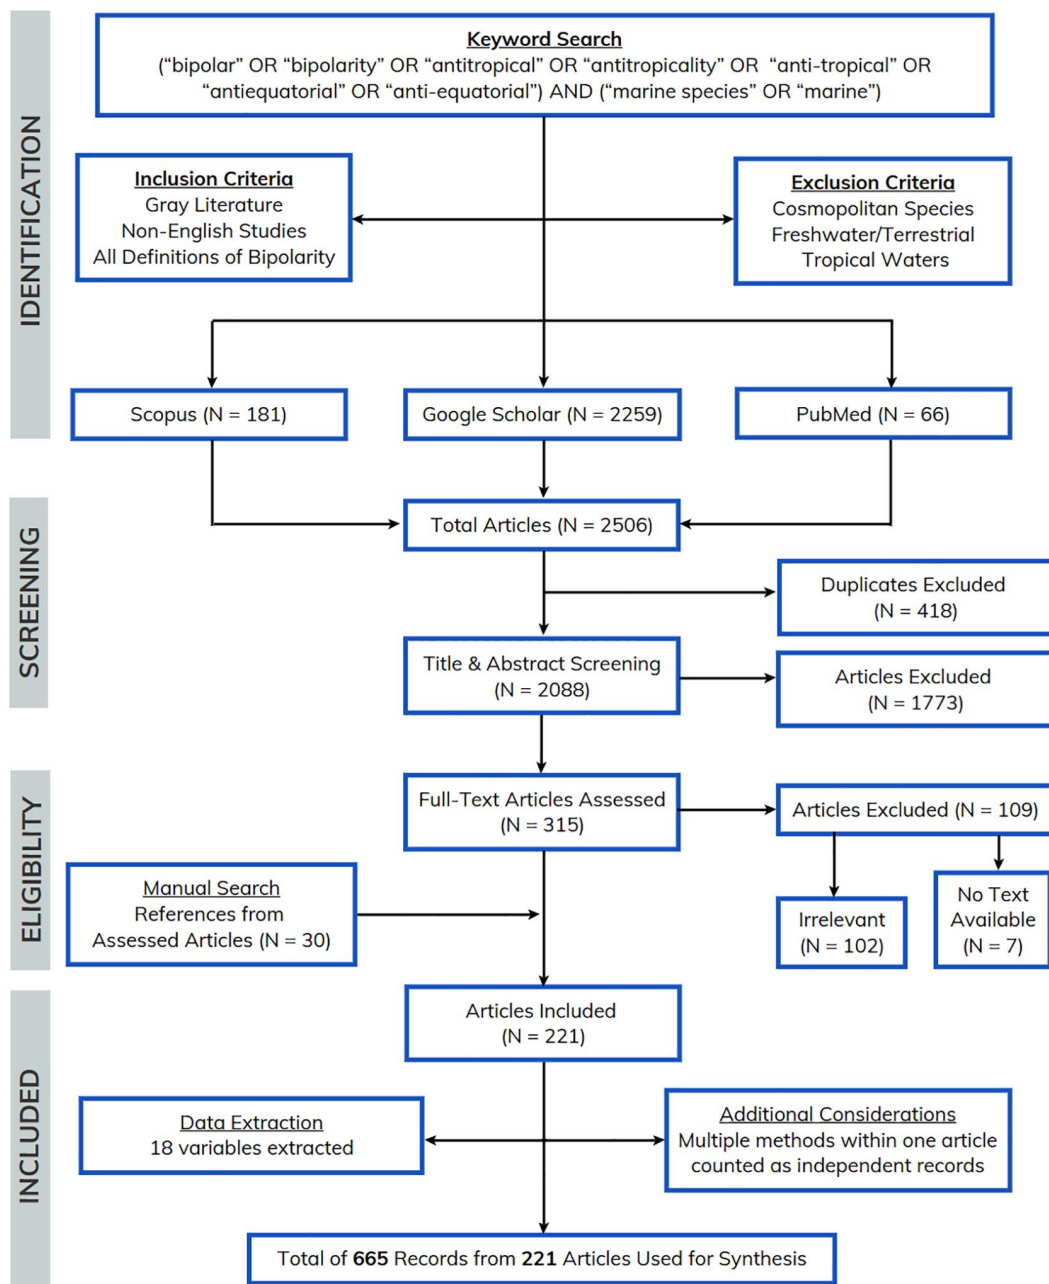 IDENTIFICATION
Keyword Search
(“bipolar” OR “bipolarity” OR “antitropical” OR “antitropicality” OR “anti-tropical” OR
“antiequatorial” OR “anti-equatorial”) AND (“marine species” OR “marine”)
Inclusion Criteria
Gray Literature
Non-English Studies
All Definitions of Bipolarity
Exclusion Criteria
Cosmopolitan Species
Freshwater/Terrestrial
Tropical Waters
Scopus (N = 181)
Google Scholar (N = 2259)
PubMed (N = 66)
SCREENING
Total Articles (N = 2506)
Duplicates Excluded
(N = 418)
Title & Abstract Screening
(N = 2088)
Articles Excluded
(N = 1773)
ELIGIBILITY
Full-Text Articles Assessed
(N = 315)
Articles Excluded (N = 109)
Manual Search
References from
Assessed Articles (N = 30)
Irrelevant
(N = 102)
No Text
Available
(N = 7)
INCLUDED
Articles Included
(N = 221)
Data Extraction
18 variables extracted
Additional Considerations
Multiple methods within one article
counted as independent records
Total of 665 Records from 221 Articles Used for Synthesis